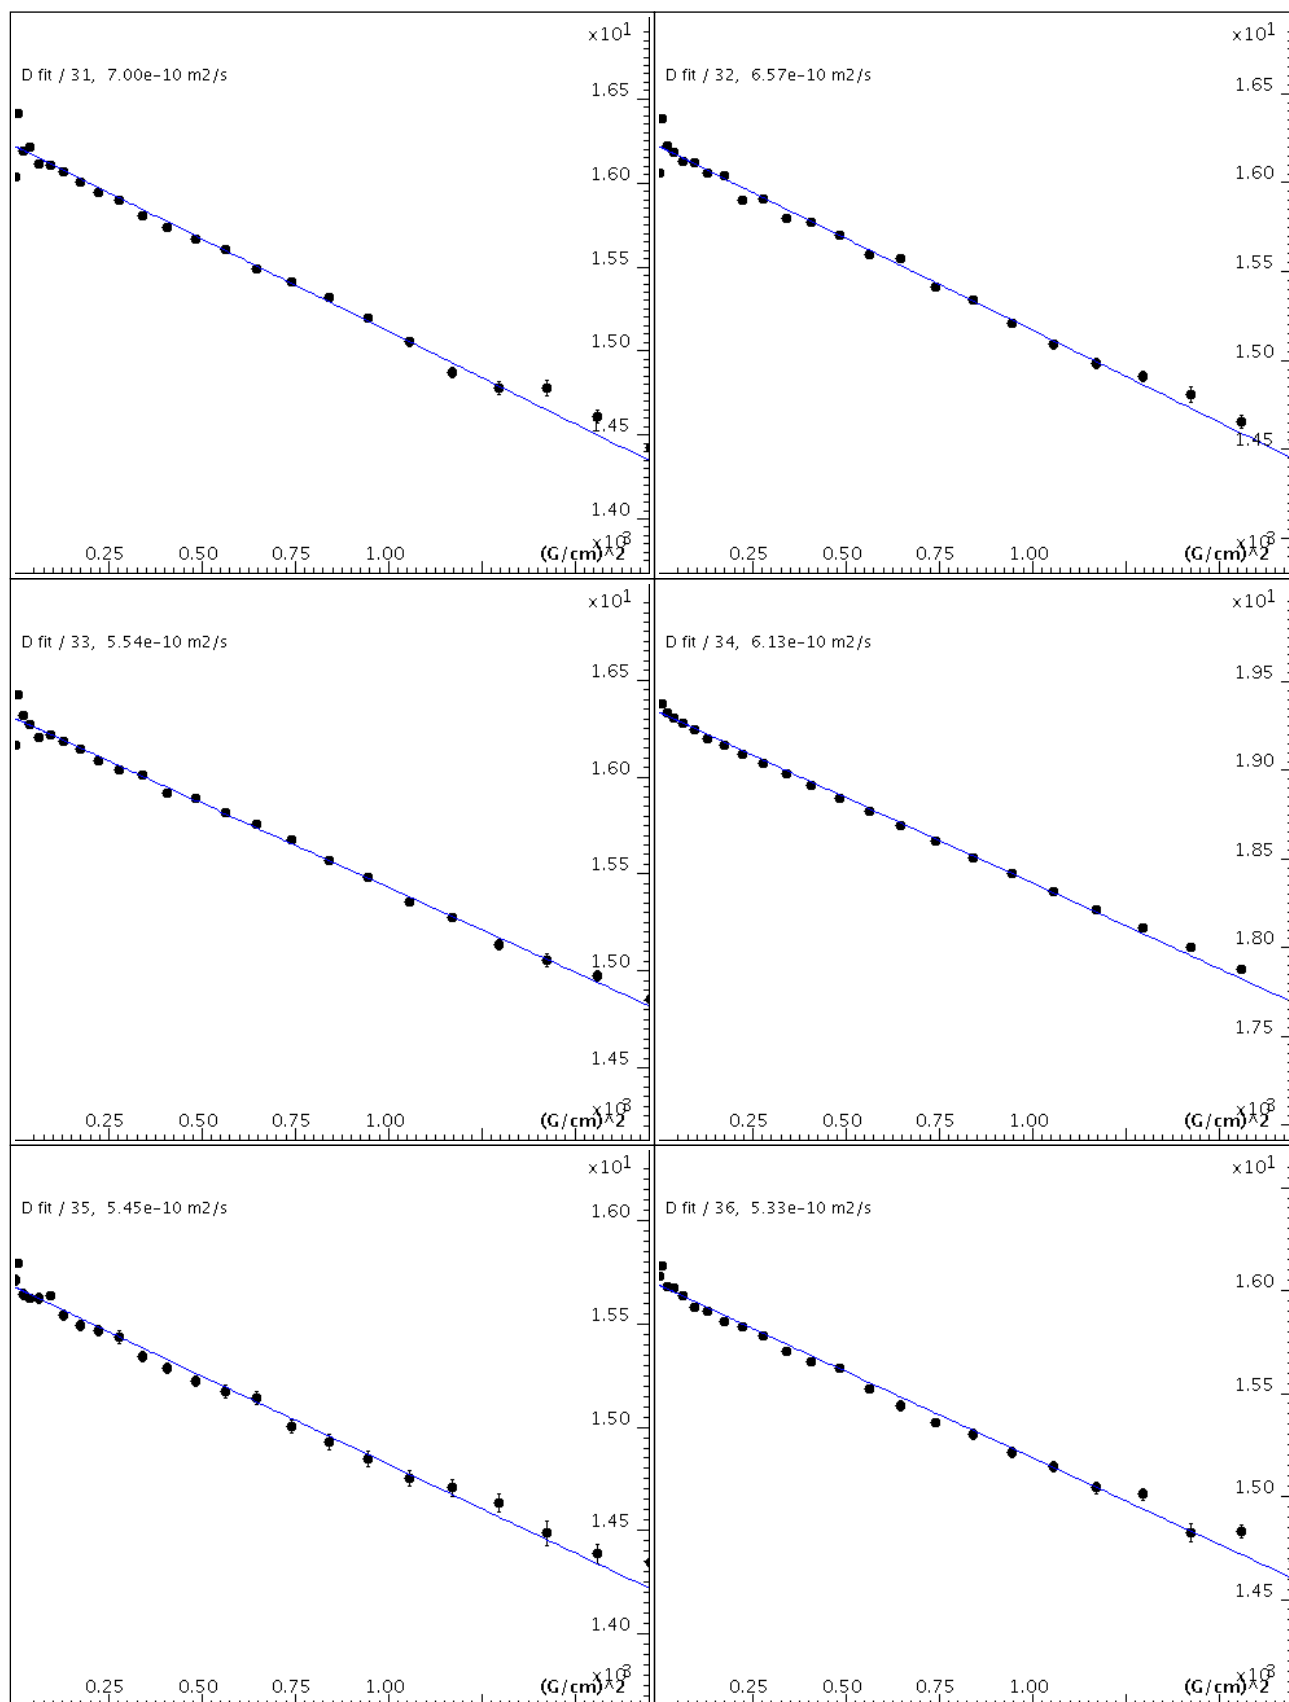 x10¹
D fit / 31, 7.00e-10 m2/s
1.65
1.60
1.55
1.50
1.45
1.40
0.25 0.50 0.75 1.00 (G/cm)^2 x10³
x10¹
D fit / 32, 6.57e-10 m2/s
1.65
1.60
1.55
1.50
1.45
0.25 0.50 0.75 1.00 (G/cm)^2 x10³
x10¹
D fit / 33, 5.54e-10 m2/s
1.65
1.60
1.55
1.50
1.45
0.25 0.50 0.75 1.00 (G/cm)^2 x10³
x10¹
D fit / 34, 6.13e-10 m2/s
1.95
1.90
1.85
1.80
1.75
0.25 0.50 0.75 1.00 (G/cm)^2 x10³
x10¹
D fit / 35, 5.45e-10 m2/s
1.60
1.55
1.50
1.45
1.40
0.25 0.50 0.75 1.00 (G/cm)^2 x10³
x10¹
D fit / 36, 5.33e-10 m2/s
1.60
1.55
1.50
1.45
0.25 0.50 0.75 1.00 (G/cm)^2 x10³